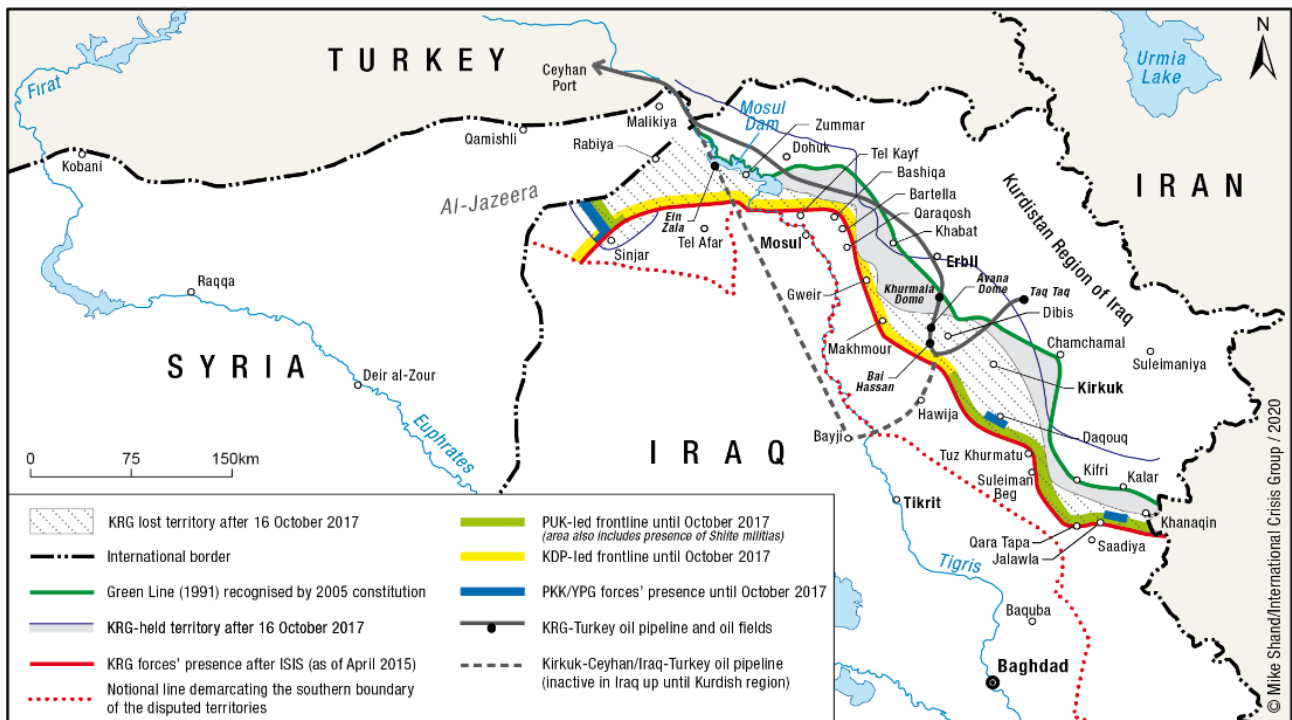 TURKEY
Ceyhan
Port
Urmia
Lake
N
Fırat
Malikiya
Mosul
Dam
Zummar
Qamishli
Dohuk
Tel Kayf
Kobani
Rabiya
Bashiqa
IRAN
Bartella
Al-Jazeera
Qaraqosh
Kurdistan Region of Iraq
Ein
Zala
Khabat
Tel Afar
Mosul
Sinjar
Erbil
Avana
Dome
Raqqa
Gweir
Khurmala
Dome
Taq Taq
Dibis
Makhmour
Chamchamal
SYRIA
Suleimaniya
Deir al-Zour
Bai
Hassan
Kirkuk
Hawija
Euphrates
Bayji
Daqouq
IRAQ
0 75 150km
Tuz Khurmatu
Kifri
Kalar
Suleiman
Beg
Tikrit
Khanaqin
Qara Tapa
Saadiya
Jalawla
Tigris
Baquba
Baghdad
KRG lost territory after 16 October 2017
International border
Green Line (1991) recognised by 2005 constitution
KRG-held territory after 16 October 2017
KRG forces' presence after ISIS (as of April 2015)
Notional line demarcating the southern boundary
of the disputed territories
PUK-led frontline until October 2017
(area also includes presence of Shiite militias)
KDP-led frontline until October 2017
PKK/YPG forces' presence until October 2017
KRG-Turkey oil pipeline and oil fields
Kirkuk-Ceyhan/Iraq-Turkey oil pipeline
(inactive in Iraq up until Kurdish region)
© Mike Shand/International Crisis Group / 2020